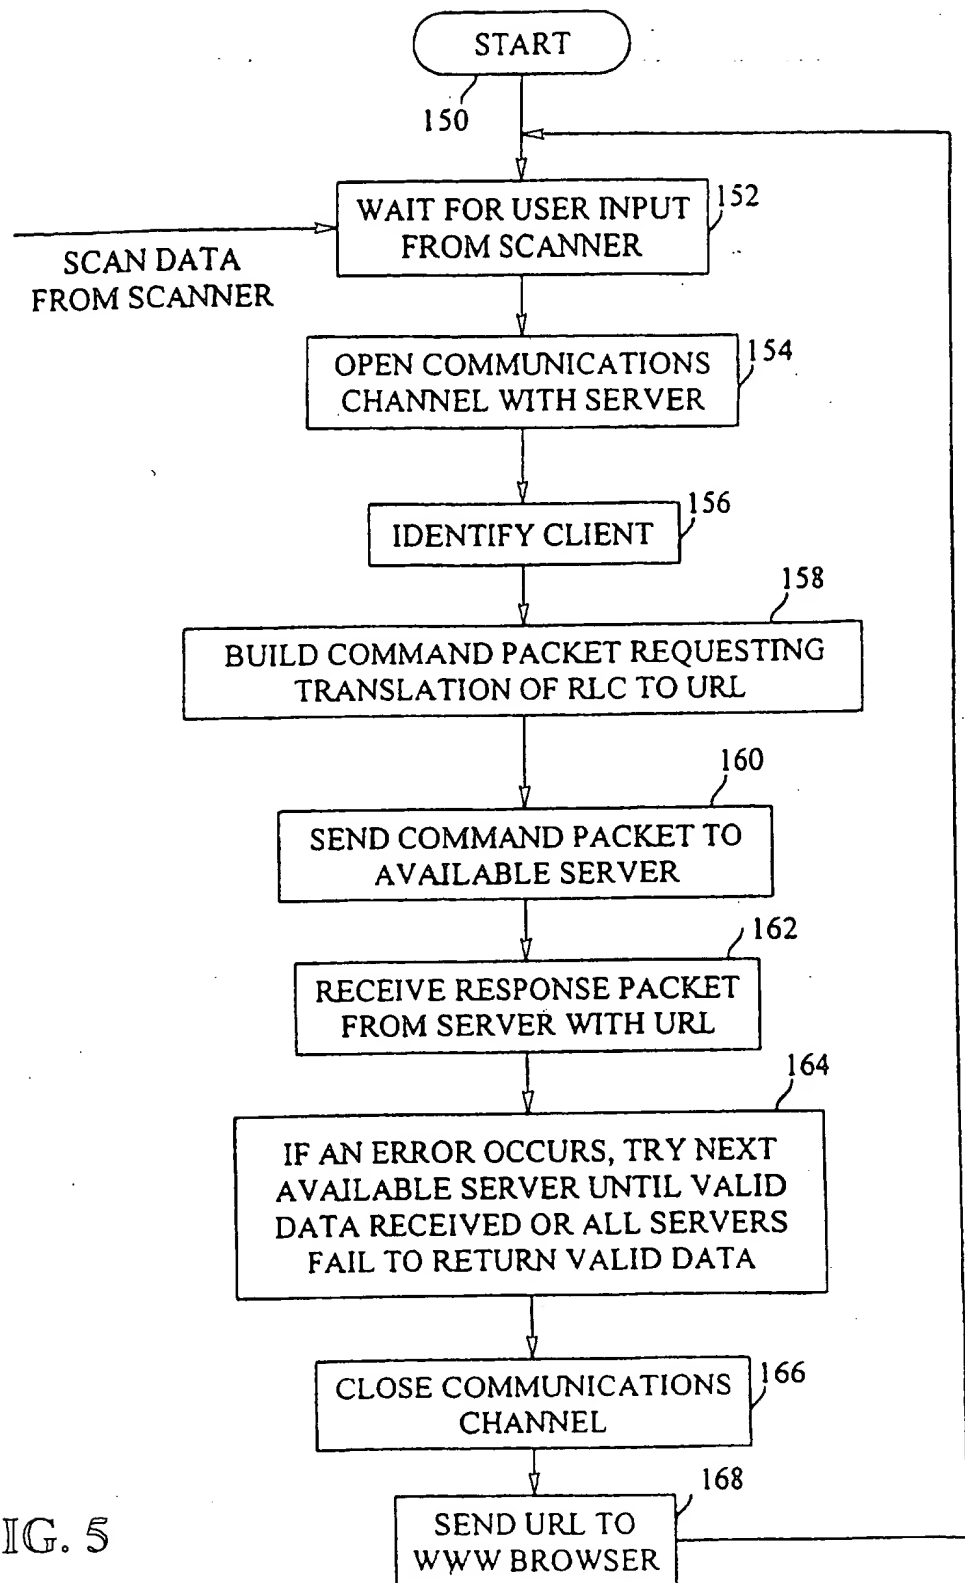 START
150
WAIT FOR USER INPUT
FROM SCANNER
152
SCAN DATA
FROM SCANNER
OPEN COMMUNICATIONS
CHANNEL WITH SERVER
154
IDENTIFY CLIENT
156
158
BUILD COMMAND PACKET REQUESTING
TRANSLATION OF RLC TO URL
160
SEND COMMAND PACKET TO
AVAILABLE SERVER
162
RECEIVE RESPONSE PACKET
FROM SERVER WITH URL
164
IF AN ERROR OCCURS, TRY NEXT
AVAILABLE SERVER UNTIL VALID
DATA RECEIVED OR ALL SERVERS
FAIL TO RETURN VALID DATA
CLOSE COMMUNICATIONS
CHANNEL
166
168
SEND URL TO
WWW BROWSER
IG. 5